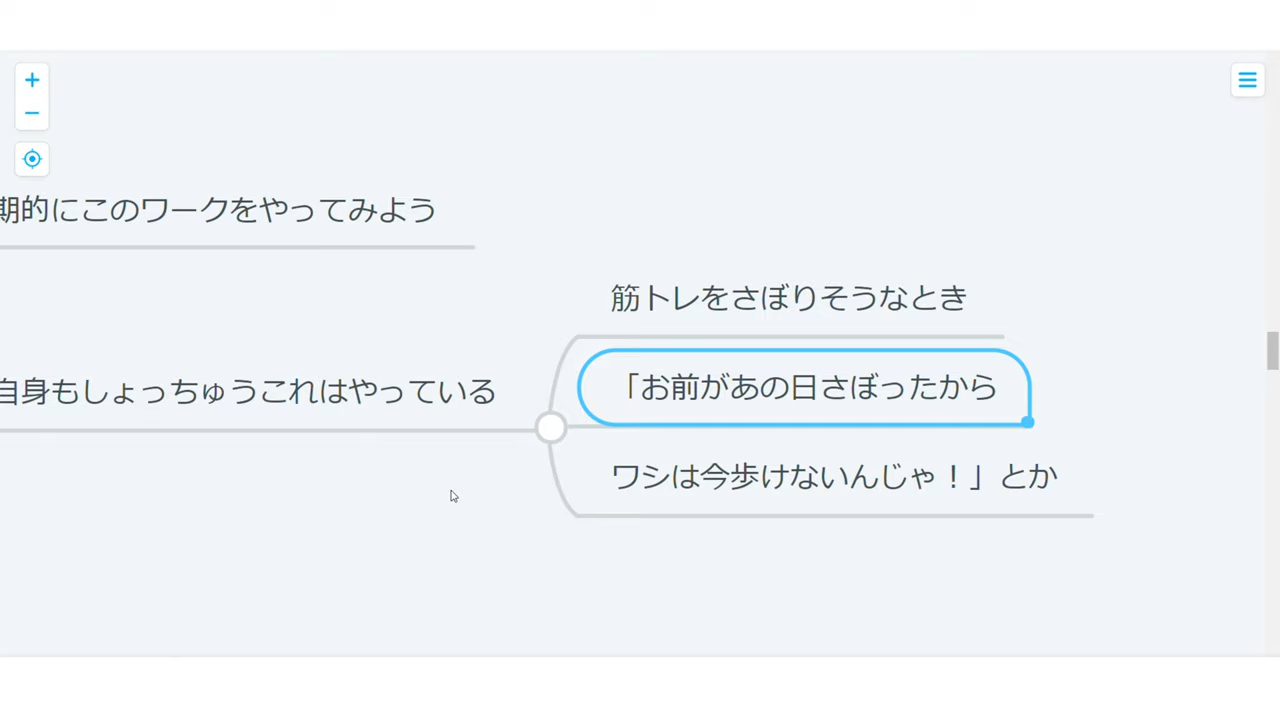 期的にこのワークをやってみよう
筋トレをさぼりそうなとき
自身もしょっちゅうこれはやっている
「お前があの日さぼったから
ワシは今歩けないんじゃ！」とか